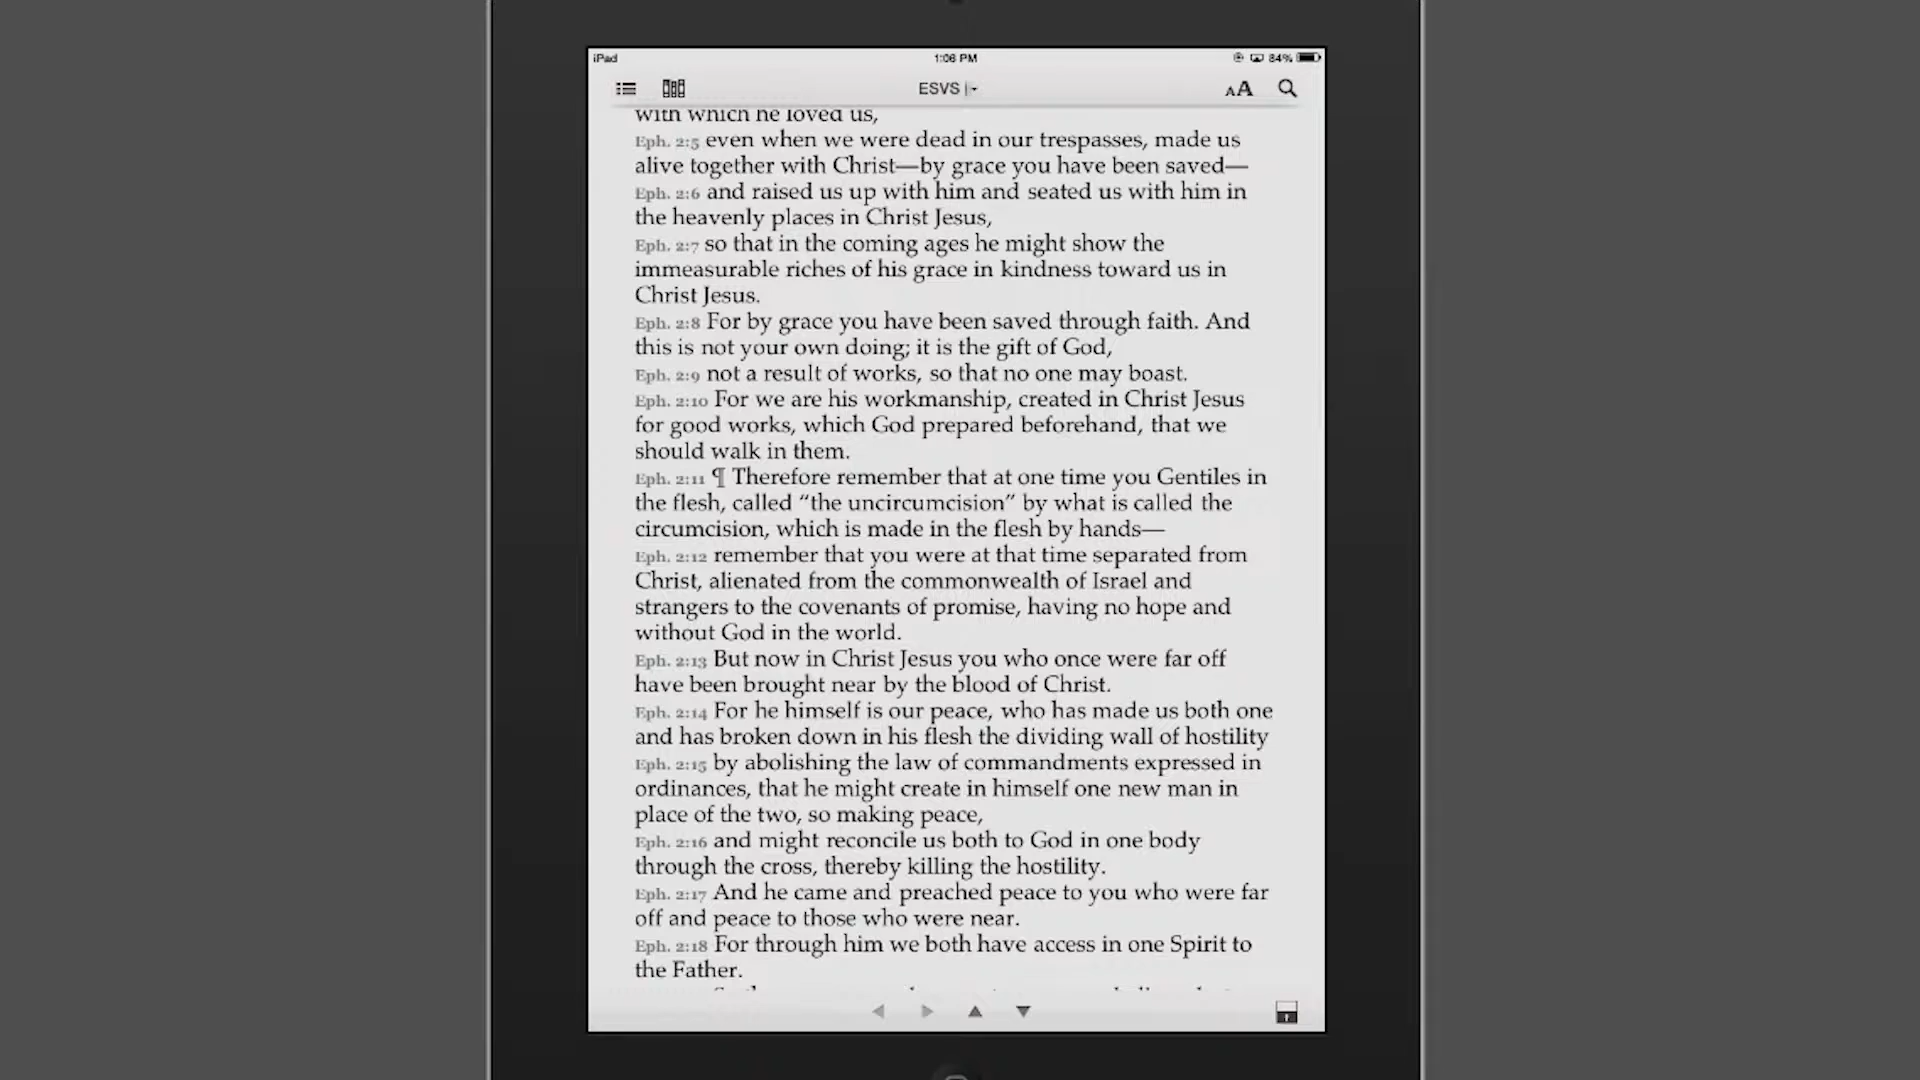 iPad
1:06 PM
84%
ESVS
AA
with which he loved us,
Eph. 2:5 even when we were dead in our trespasses, made us
alive together with Christ—by grace you have been saved—
Eph. 2:6 and raised us up with him and seated us with him in
the heavenly places in Christ Jesus,
Eph. 2:7 so that in the coming ages he might show the
immeasurable riches of his grace in kindness toward us in
Christ Jesus.
Eph. 2:8 For by grace you have been saved through faith. And
this is not your own doing; it is the gift of God,
Eph. 2:9 not a result of works, so that no one may boast.
Eph. 2:10 For we are his workmanship, created in Christ Jesus
for good works, which God prepared beforehand, that we
should walk in them.
Eph. 2:11 ¶ Therefore remember that at one time you Gentiles in
the flesh, called “the uncircumcision” by what is called the
circumcision, which is made in the flesh by hands—
Eph. 2:12 remember that you were at that time separated from
Christ, alienated from the commonwealth of Israel and
strangers to the covenants of promise, having no hope and
without God in the world.
Eph. 2:13 But now in Christ Jesus you who once were far off
have been brought near by the blood of Christ.
Eph. 2:14 For he himself is our peace, who has made us both one
and has broken down in his flesh the dividing wall of hostility
Eph. 2:15 by abolishing the law of commandments expressed in
ordinances, that he might create in himself one new man in
place of the two, so making peace,
Eph. 2:16 and might reconcile us both to God in one body
through the cross, thereby killing the hostility.
Eph. 2:17 And he came and preached peace to you who were far
off and peace to those who were near.
Eph. 2:18 For through him we both have access in one Spirit to
the Father.